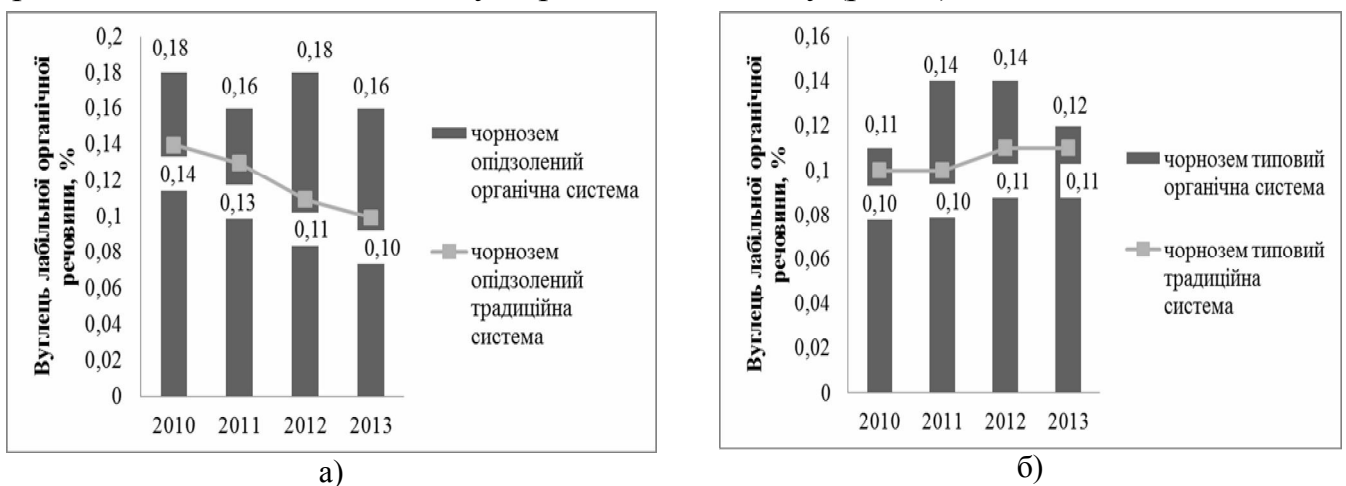 0,2
0,18
0,16
0,14
0,12
0,1
0,08
0,06
0,04
0,02
0
Вуглець лабільної органічної
речовини, %
0,18
0,16
0,18
0,16
0,14
0,13
0,11
0,10
2010 2011 2012 2013
чорнозем
опідзолений
органічна система
чорнозем
опідзолений
традиційна
система
а)
0,16
0,14
0,12
0,1
0,08
0,06
0,04
0,02
0
Вуглець лабільної органічної
речовини, %
0,11
0,14
0,14
0,12
0,10
0,10
0,11
0,11
2010 2011 2012 2013
чорнозем типовий
органічна система
чорнозем типовий
традиційна
система
б)